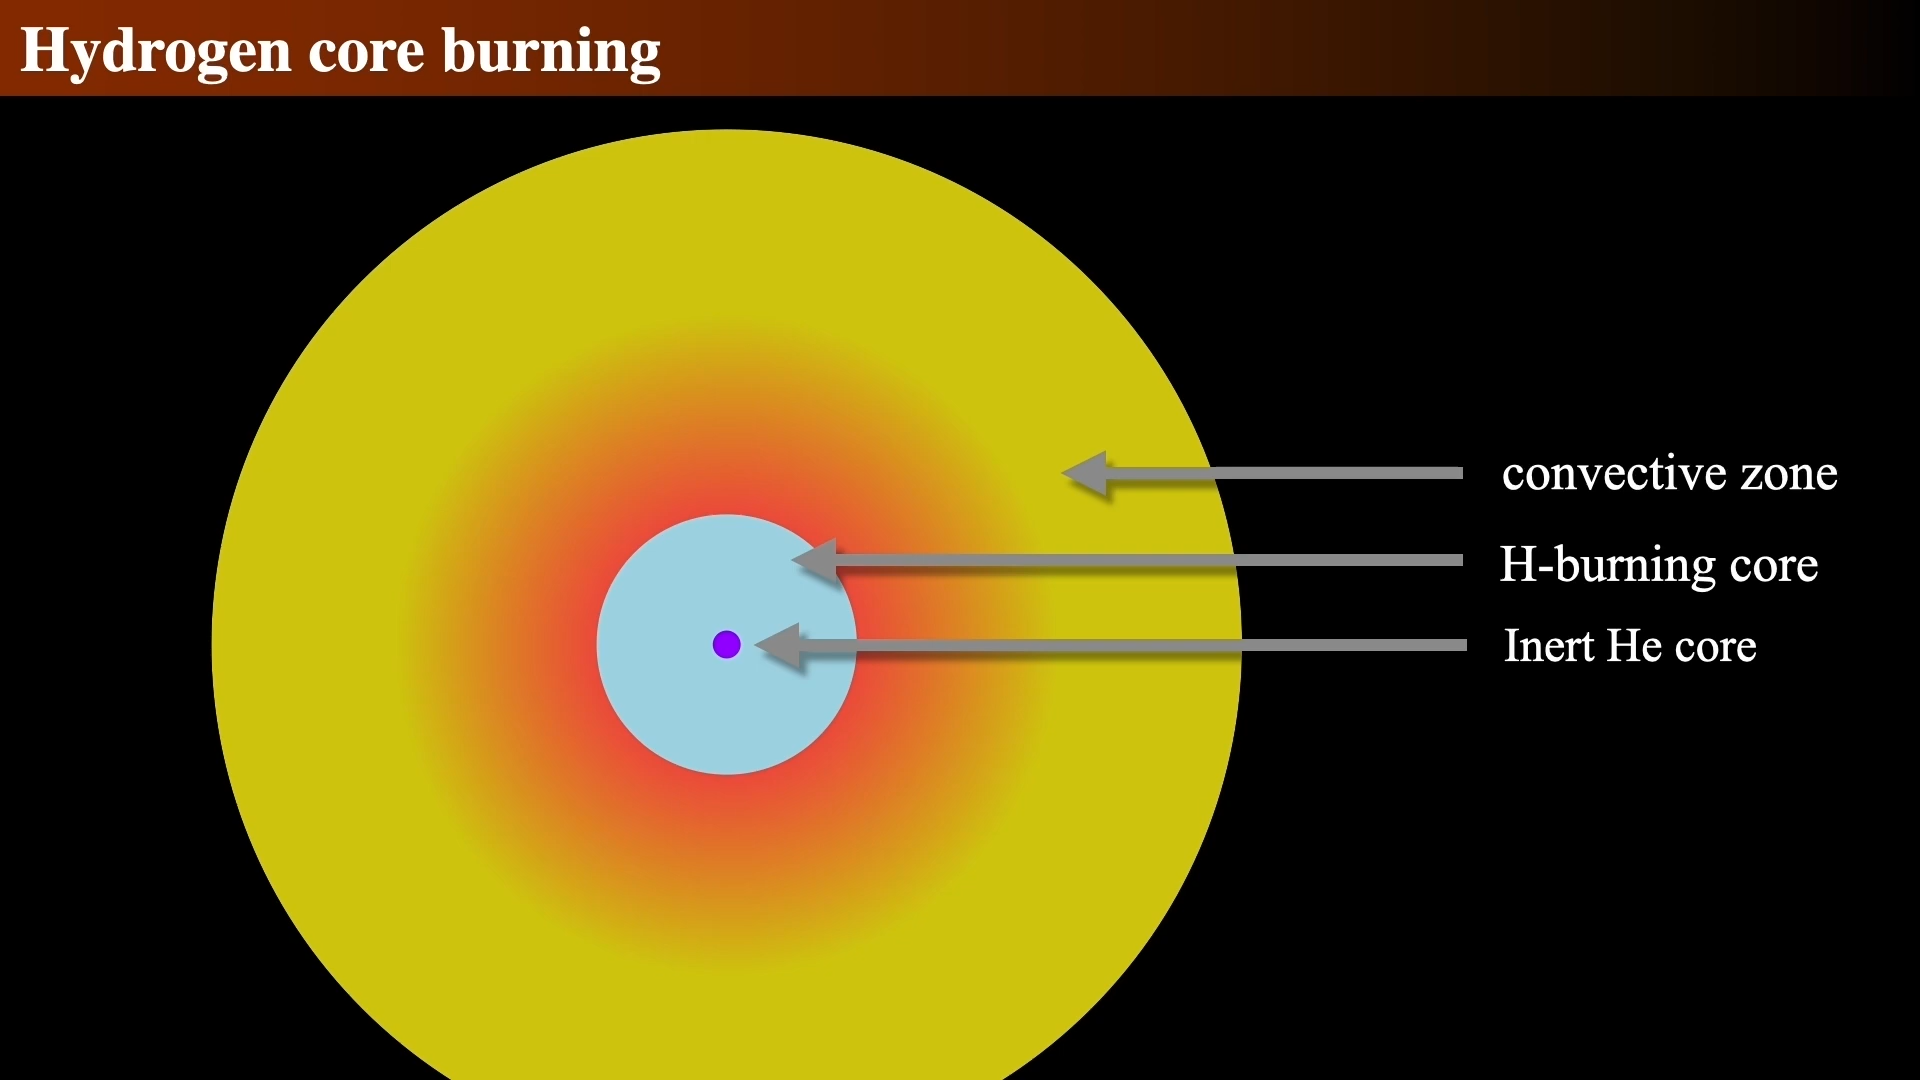 Hydrogen core burning
convective zone
H-burning core
Inert He core